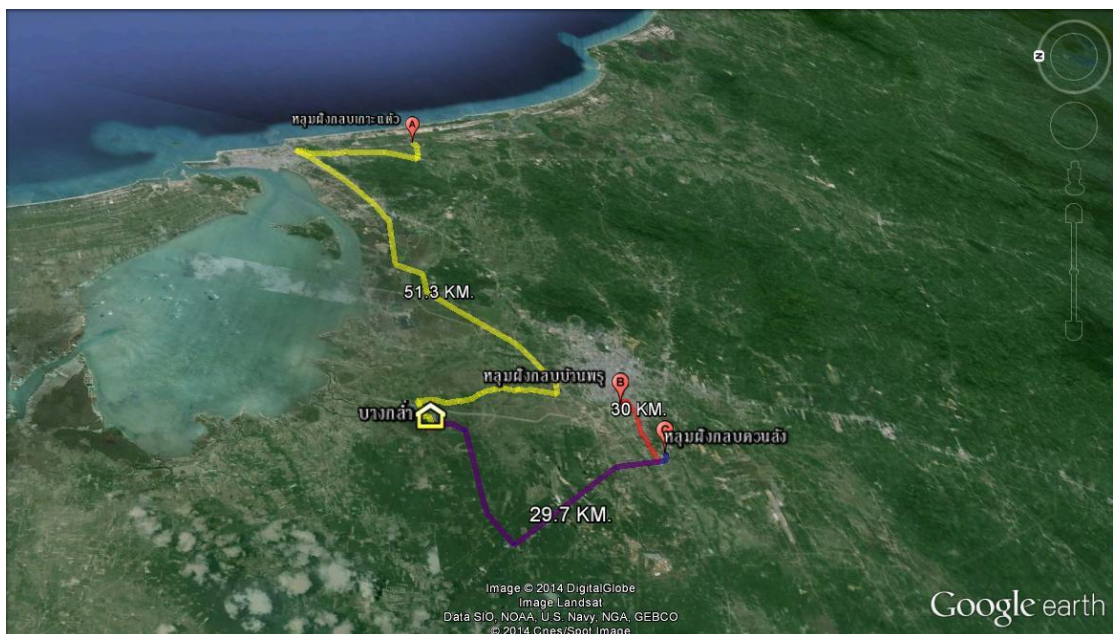 N
หลุมฝังกลบเกาะแต้ว
A
51.3 KM.
หลุมฝังกลบบ้านพรุ
B
บางกล่ำ
30 KM.
C
หลุมฝังกลบควนลัง
29.7 KM.
Image © 2014 DigitalGlobe
Image Landsat
Data SIO, NOAA, U.S. Navy, NGA, GEBCO
© 2014 Cnes/Spot Image
Google earth